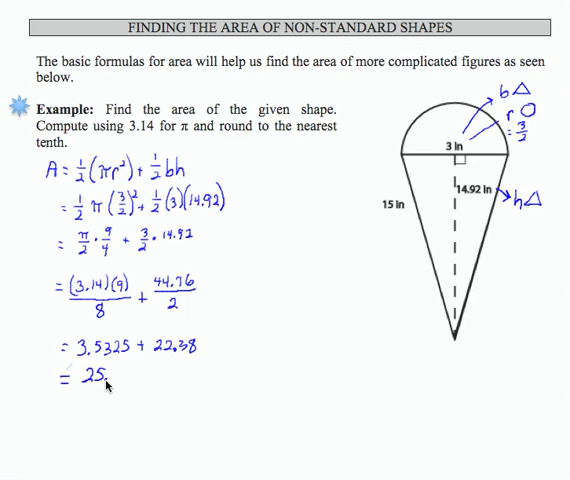 FINDING THE AREA OF NON-STANDARD SHAPES
The basic formulas for area will help us find the area of more complicated figures as seen
below.
Example: Find the area of the given shape.
Compute using 3.14 for π and round to the nearest
tenth.
A = 1/2 (πr²) + 1/2 bh
= 1/2 π (3/2)² + 1/2 (3)(14.92)
= π/2 · 9/4 + 3/2 · 14.92
= (3.14)(9)/8 + 44.76/2
= 3.5325 + 22.38
= 25.
b△
r ○
= 3/2
3 in
14.92 in
h△
15 in